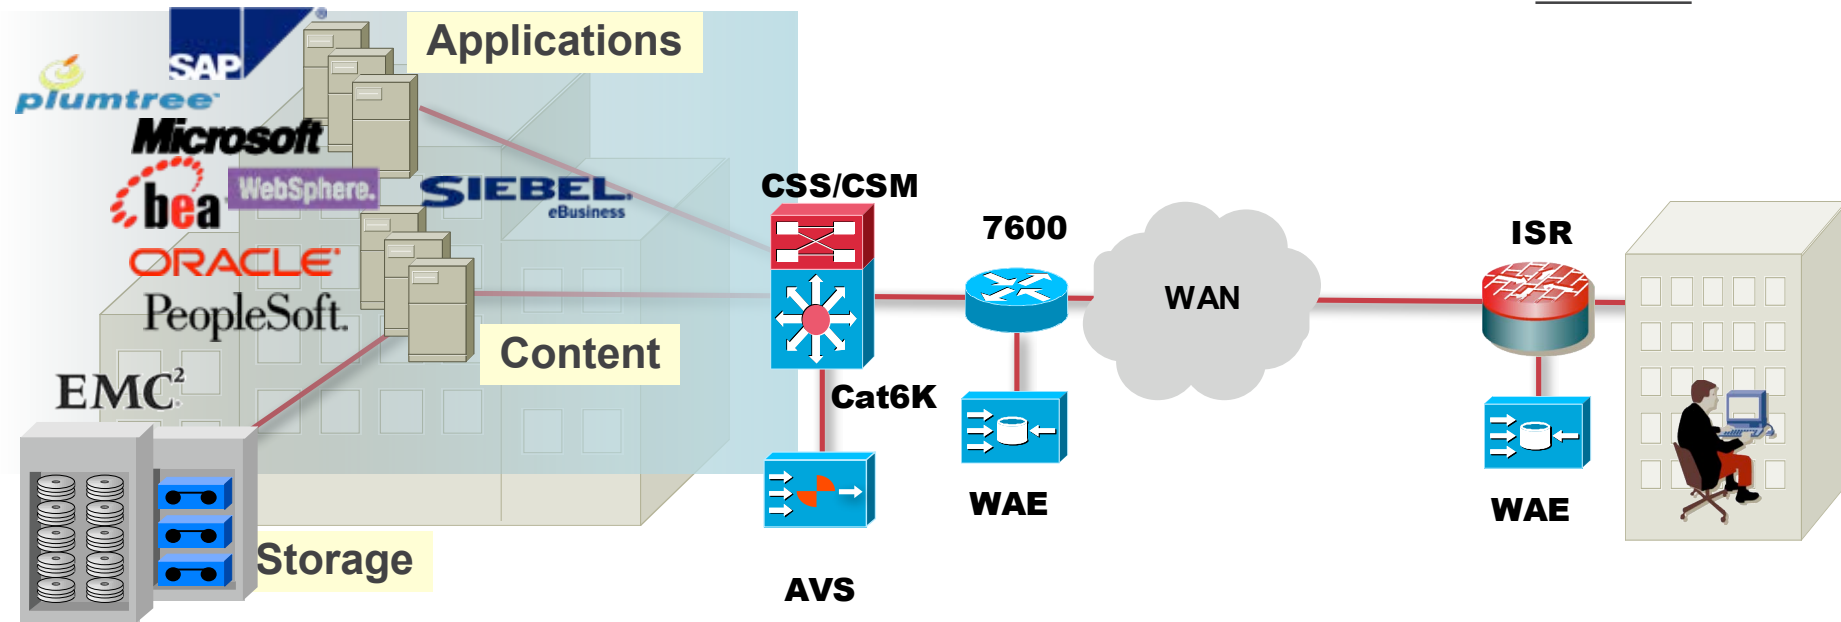 Applications
SAP
plumtree™
Microsoft
bea
WebSphere.
SIEBEL.
eBusiness
ORACLE
PeopleSoft.
Content
EMC²
Storage
CSS/CSM
Cat6K
AVS
7600
WAE
WAN
ISR
WAE